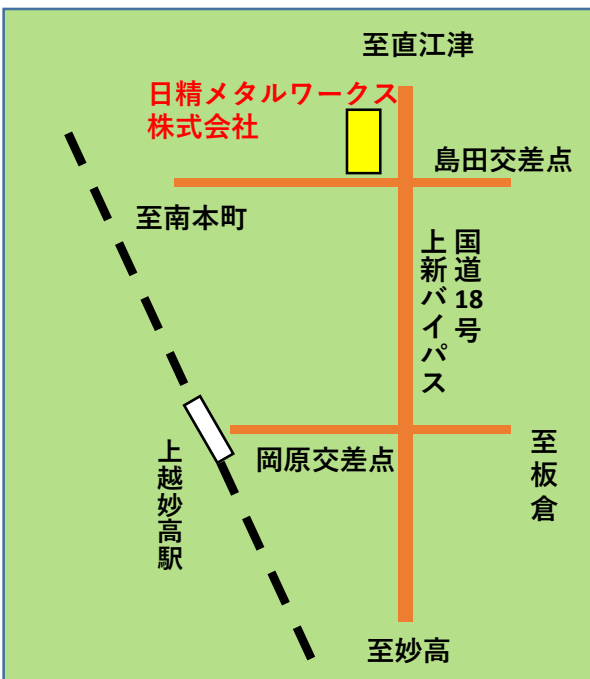 至直江津
日精メタルワークス
株式会社
島田交差点
至南本町
国道18号
上新バイパス
岡原交差点
至板倉
上越妙高駅
至妙高